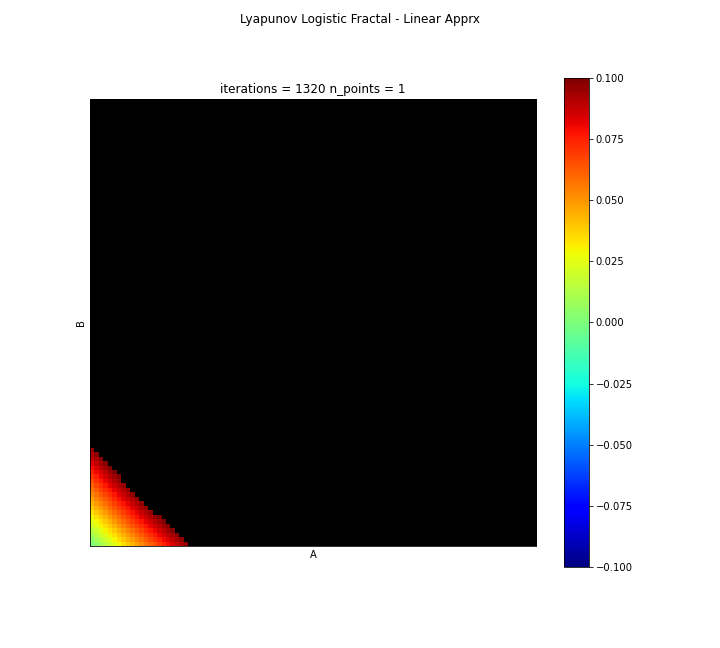 Lyapunov Logistic Fractal - Linear Apprx
iterations = 1320 n_points = 1
B
A
0.100
0.075
0.050
0.025
0.000
−0.025
−0.050
−0.075
−0.100